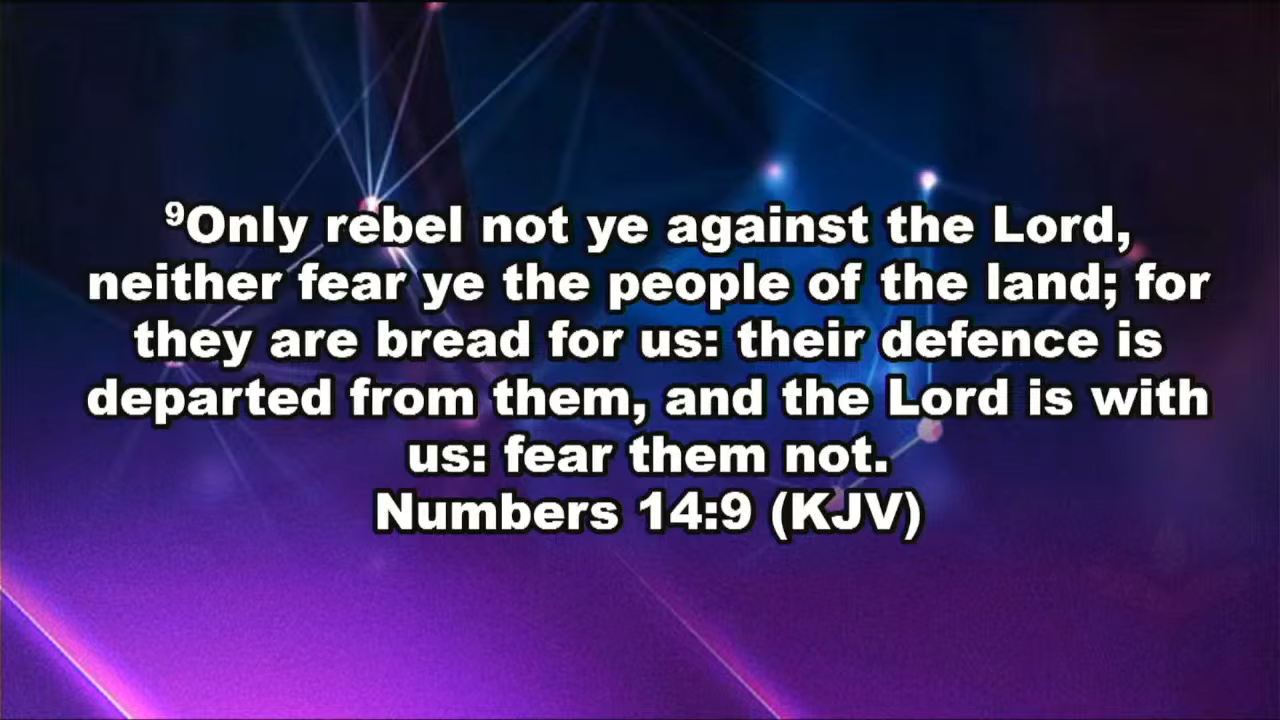 ⁹Only rebel not ye against the Lord,
neither fear ye the people of the land; for
they are bread for us: their defence is
departed from them, and the Lord is with
us: fear them not.
Numbers 14:9 (KJV)